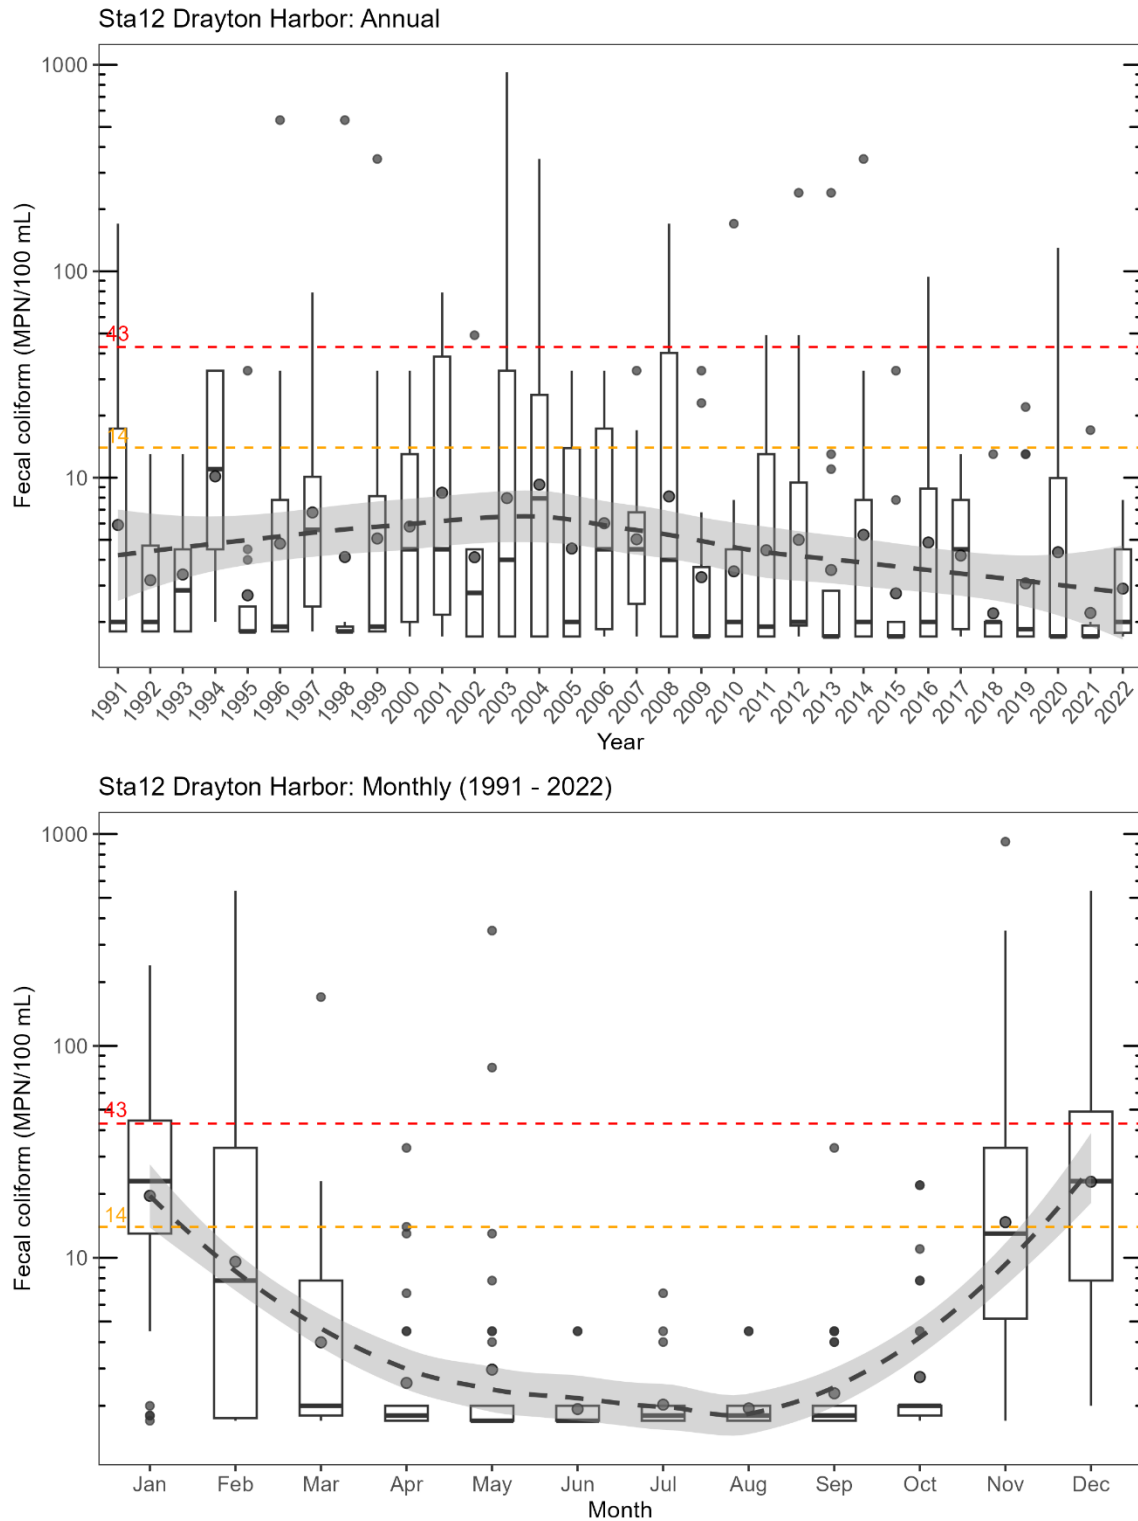 Sta12 Drayton Harbor: Annual
Fecal coliform (MPN/100 mL)
1000
100
10
43
14
1991 1992 1993 1994 1995 1996 1997 1998 1999 2000 2001 2002 2003 2004 2005 2006 2007 2008 2009 2010 2011 2012 2013 2014 2015 2016 2017 2018 2019 2020 2021 2022
Year
Sta12 Drayton Harbor: Monthly (1991 - 2022)
Fecal coliform (MPN/100 mL)
1000
100
10
43
14
Jan Feb Mar Apr May Jun Jul Aug Sep Oct Nov Dec
Month